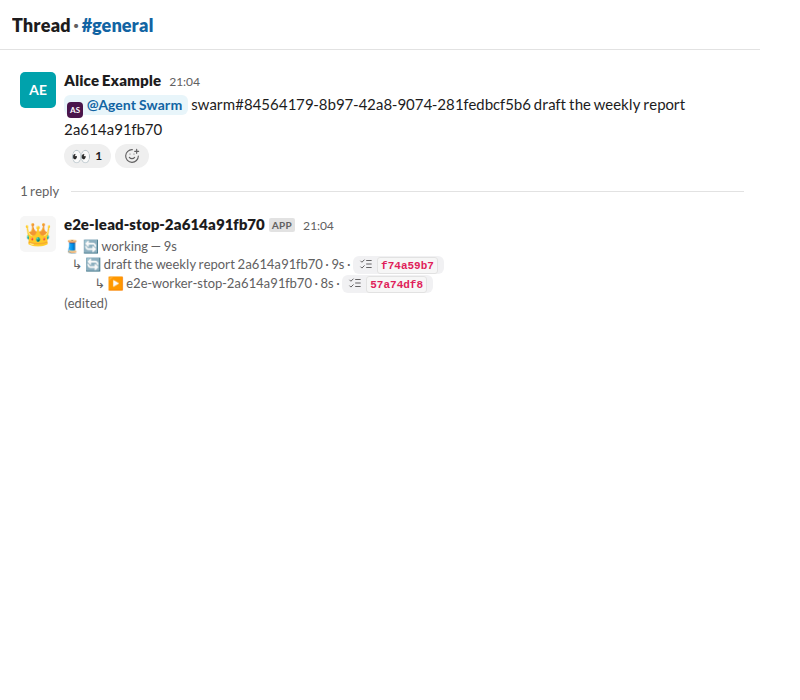 Thread · #general
AE
Alice Example 21:04
AS @Agent Swarm swarm#84564179-8b97-42a8-9074-281fedbcf5b6 draft the weekly report
2a614a91fb70
👀 1
1 reply
e2e-lead-stop-2a614a91fb70 APP 21:04
🧵 🔄 working — 9s
↳ 🔄 draft the weekly report 2a614a91fb70 · 9s · f74a59b7
↳ ▶️ e2e-worker-stop-2a614a91fb70 · 8s · 57a74df8
(edited)